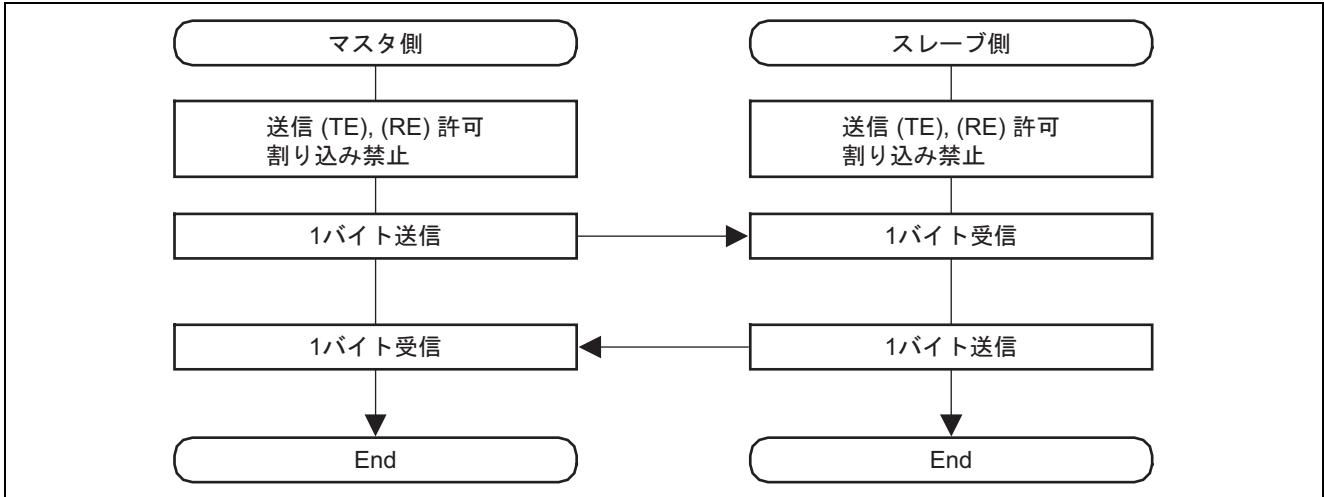 マスタ側
送信 (TE), (RE) 許可
割り込み禁止
1バイト送信
1バイト受信
End
スレーブ側
送信 (TE), (RE) 許可
割り込み禁止
1バイト受信
1バイト送信
End